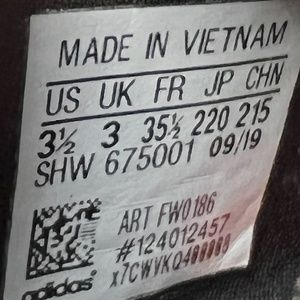 MADE IN VIETNAM
US UK FR JP CHN
3½ 3 35½ 220 215
SHW 675001 09/19
ART FW0186
#124012457
adidas